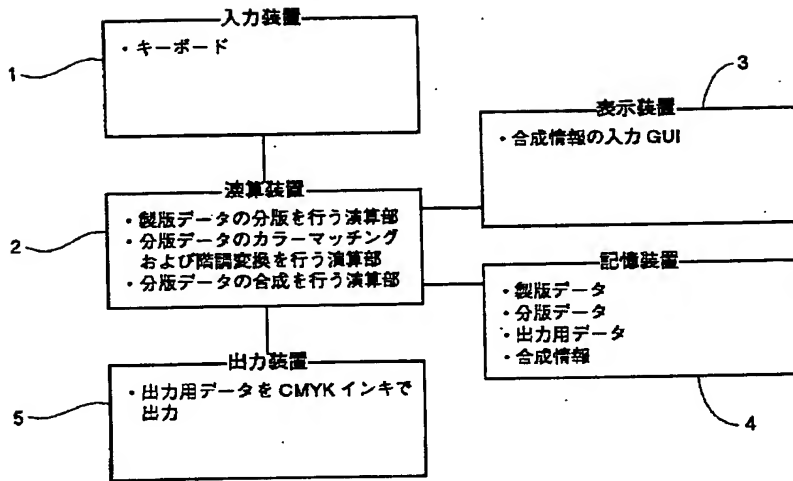 入力装置
・キーボード
1
3
表示装置
・合成情報の入力 GUI
演算装置
・製版データの分版を行う演算部
・分版データのカラーマッチング
および階調変換を行う演算部
・分版データの合成を行う演算部
2
記憶装置
・製版データ
・分版データ
・出力用データ
・合成情報
4
出力装置
・出力用データを CMYK インキで
出力
5